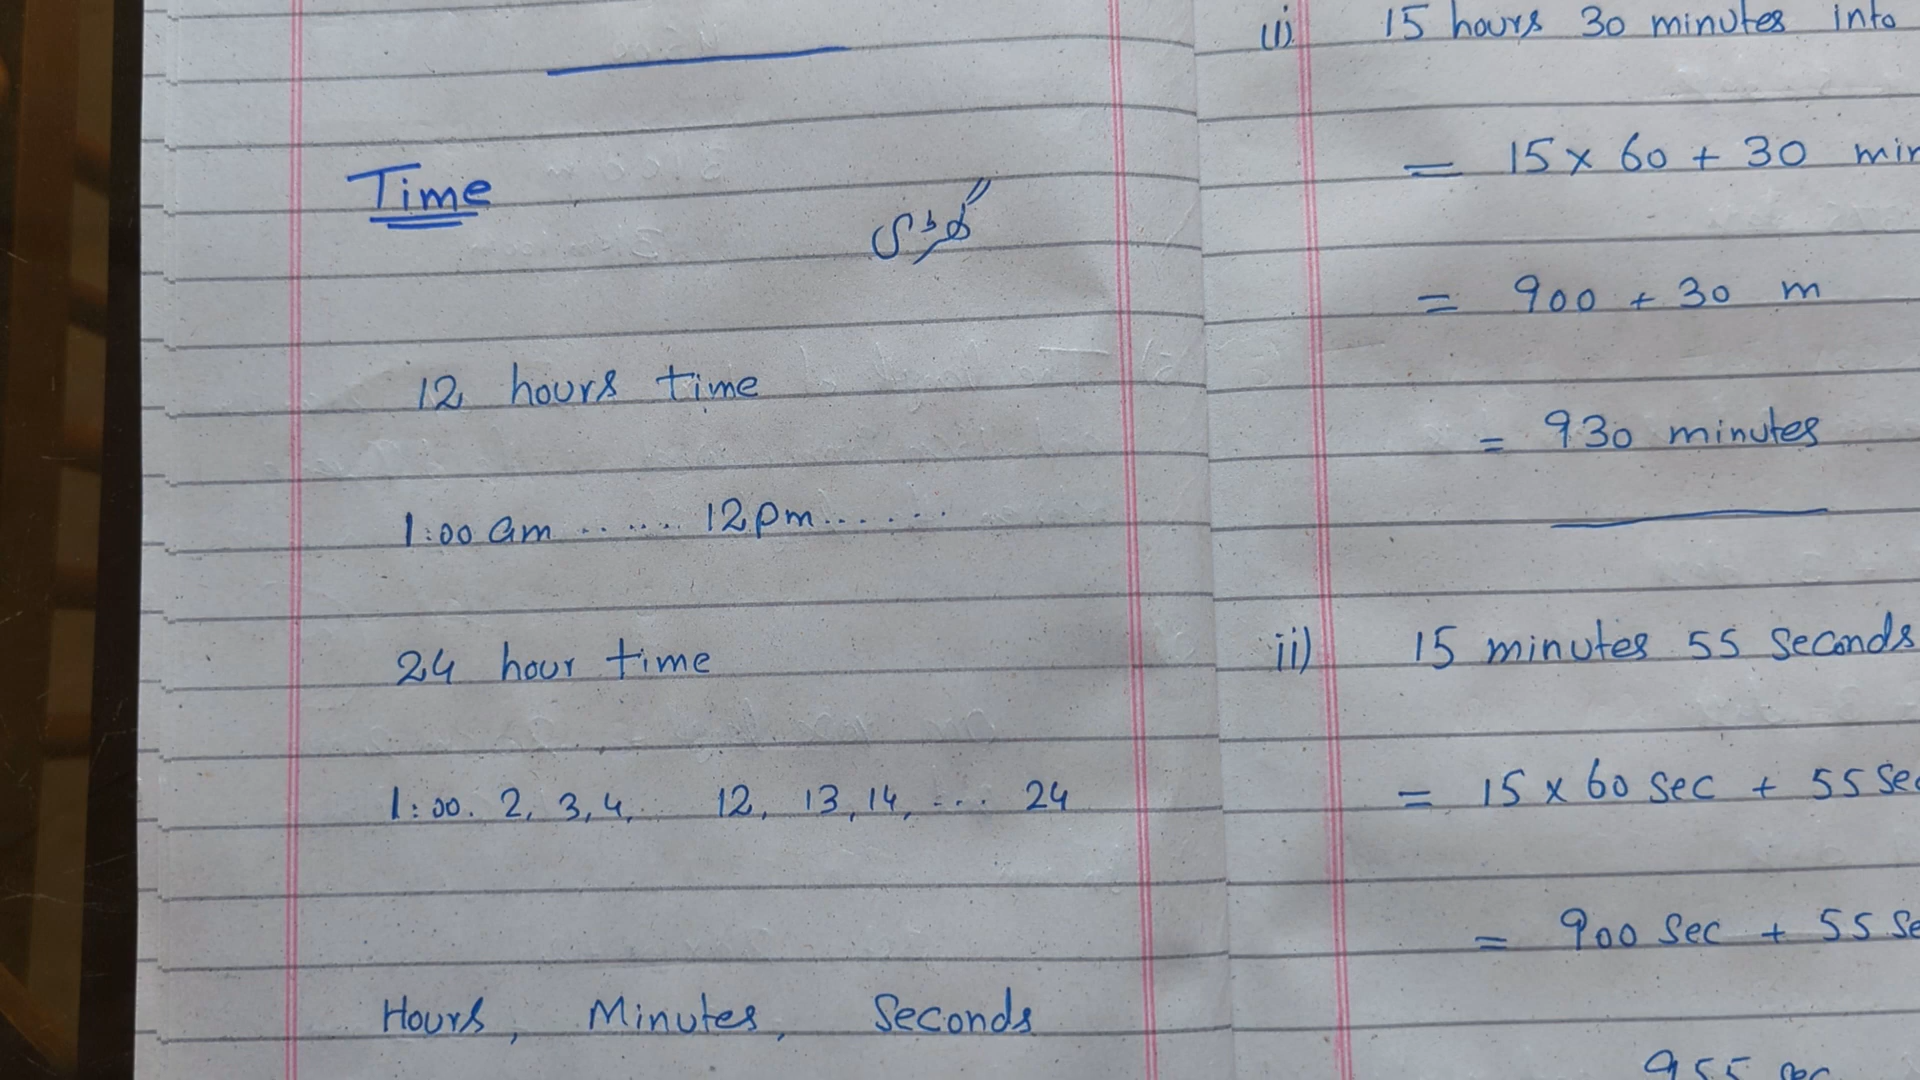 Time
12 hours time
1:00 am ...... 12pm......
24 hour time
1:00. 2, 3, 4, .. 12, 13, 14, ... 24
Hours, Minutes, Seconds
(i) 15 hours 30 minutes into
= 15 x 60 + 30 min
= 900 + 30 m
= 930 minutes
ii) 15 minutes 55 Seconds
= 15 x 60 sec + 55 sec
= 900 Sec + 55 Se
955 sec